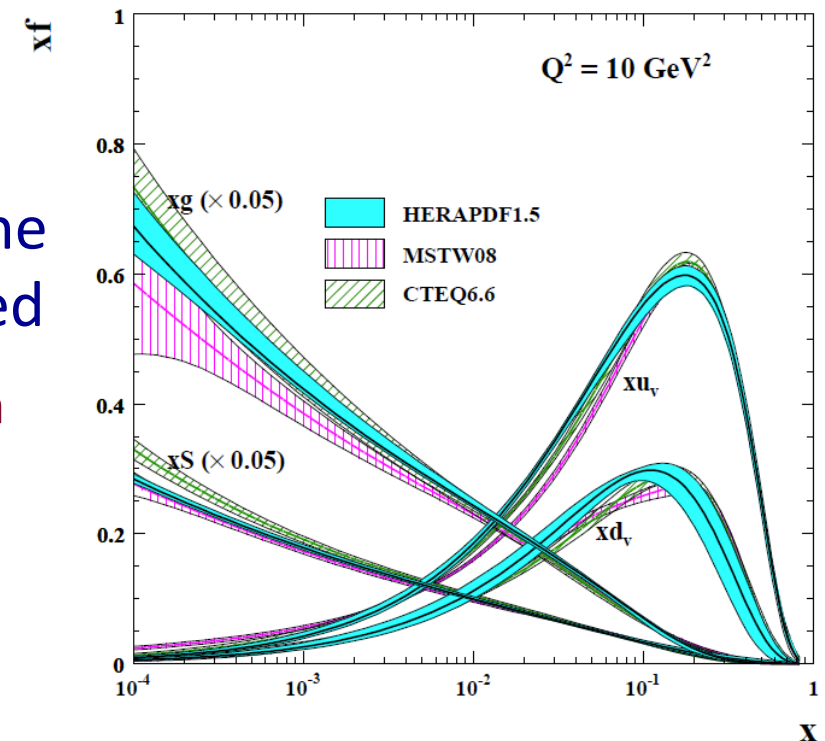 xf
1
0.8
0.6
0.4
0.2
0
Q² = 10 GeV²
xg (× 0.05)
HERAPDF1.5
MSTW08
CTEQ6.6
xu_v
xS (× 0.05)
xd_v
10⁻⁴ 10⁻³ 10⁻² 10⁻¹ 1
x
ed